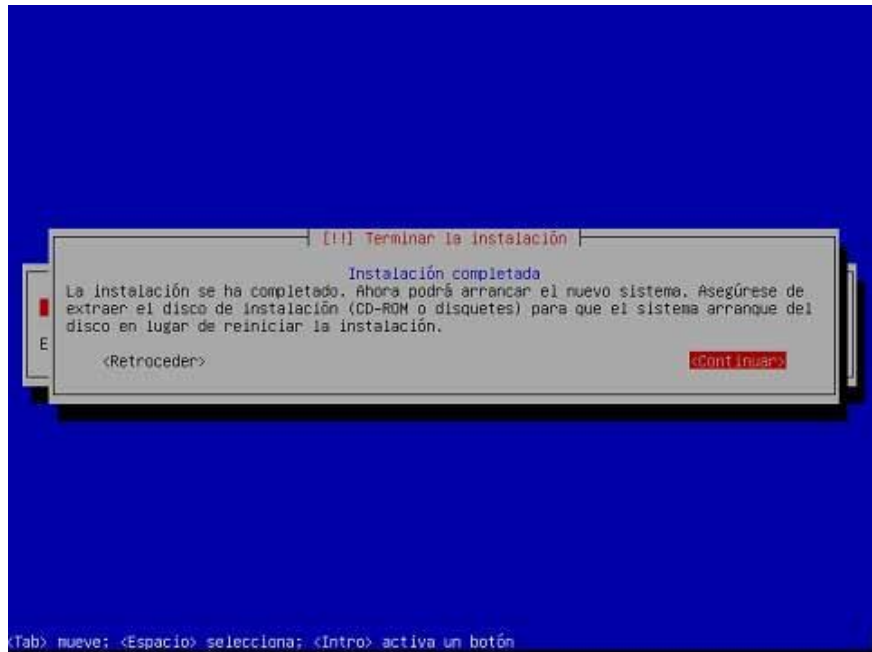 [!!] Terminar la instalación
Instalación completada
La instalación se ha completado. Ahora podrá arrancar el nuevo sistema. Asegúrese de
extraer el disco de instalación (CD-ROM o disquetes) para que el sistema arranque del
disco en lugar de reiniciar la instalación.
E
<Retroceder> <Continuar>
<Tab> mueve; <Espacio> selecciona; <Intro> activa un botón